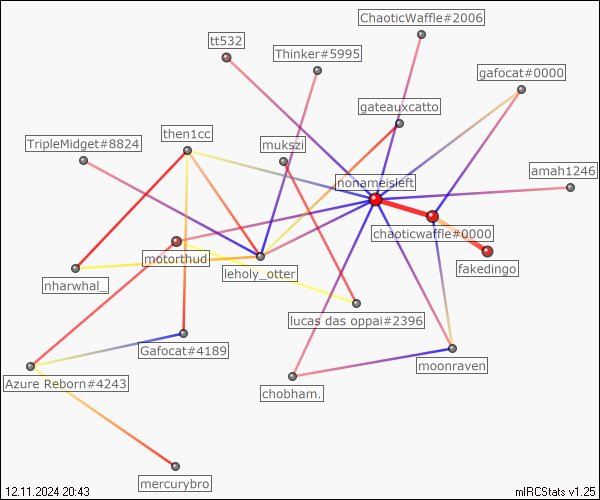 ChaoticWaffle#2006
tt532
Thinker#5995
gafocat#0000
gateauxcatto
then1cc
TripleMidget#8824
mukszi
amah1246
nonameisleft
chaoticwaffle#0000
motorthud
fakedingo
leholy_otter
nharwhal_
lucas das oppai#2396
Gafocat#4189
moonraven
Azure Reborn#4243
chobham.
mercurybro
12.11.2024 20:43
mIRCStats v1.25